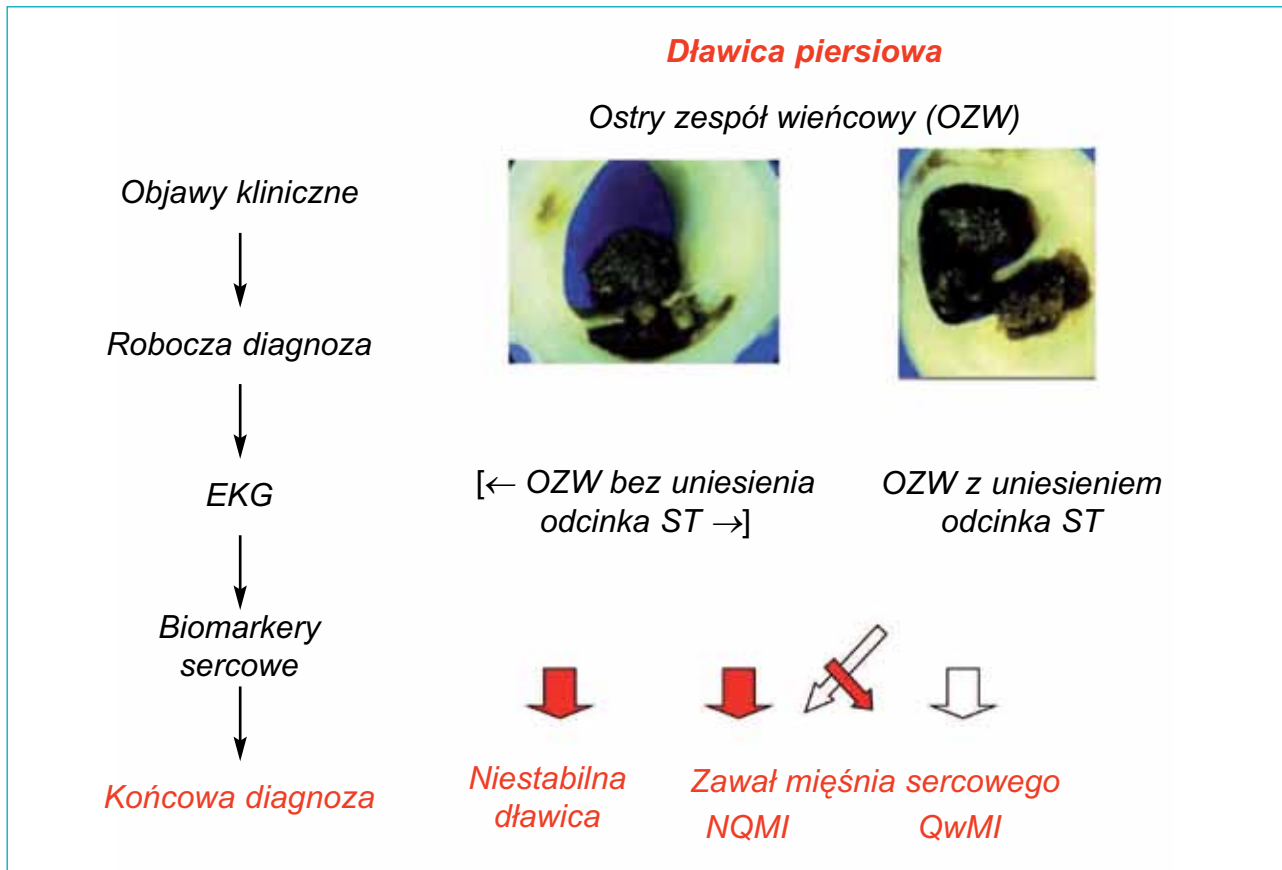 Dławica piersiowa
Ostry zespół wieńcowy (OZW)
Objawy kliniczne
Robocza diagnoza
EKG
[← OZW bez uniesienia
odcinka ST →]
OZW z uniesieniem
odcinka ST
Biomarkery
sercowe
Końcowa diagnoza
Niestabilna
dławica
Zawał mięśnia sercowego
NQMI
QwMI